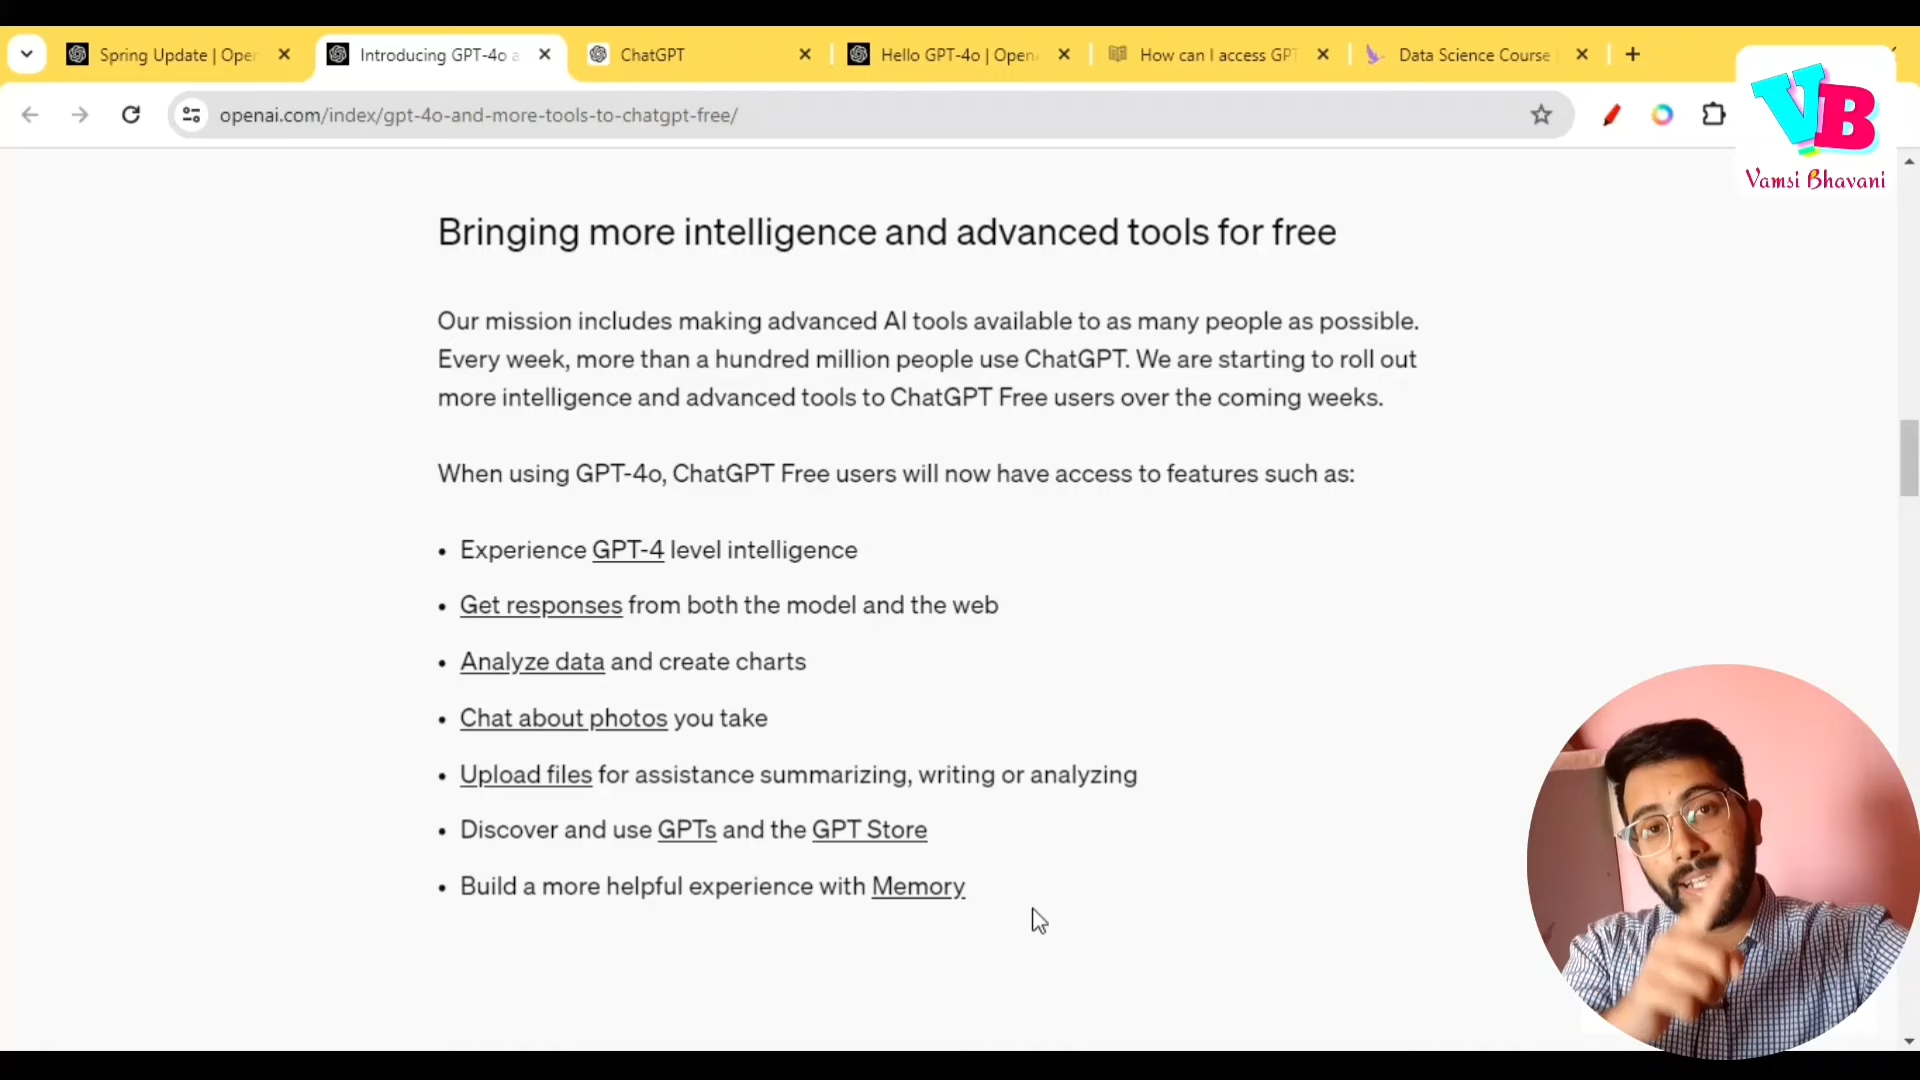 Spring Update | Oper
Introducing GPT-4o a
ChatGPT
Hello GPT-4o | Open
How can I access GPT
Data Science Course
openai.com/index/gpt-4o-and-more-tools-to-chatgpt-free/
VB
Vamsi Bhavani
Bringing more intelligence and advanced tools for free
Our mission includes making advanced AI tools available to as many people as possible.
Every week, more than a hundred million people use ChatGPT. We are starting to roll out
more intelligence and advanced tools to ChatGPT Free users over the coming weeks.
When using GPT-4o, ChatGPT Free users will now have access to features such as:
• Experience GPT-4 level intelligence
• Get responses from both the model and the web
• Analyze data and create charts
• Chat about photos you take
• Upload files for assistance summarizing, writing or analyzing
• Discover and use GPTs and the GPT Store
• Build a more helpful experience with Memory